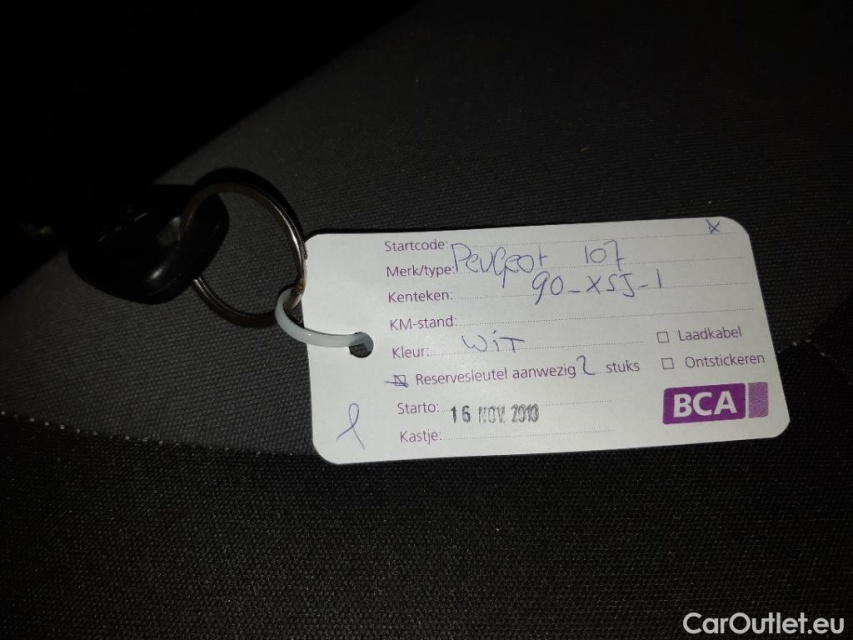 Startcode:
Merk/type: Peugeot 107
Kenteken: 90-XSJ-1
KM-stand:
Kleur: WIT
Laadkabel
Reservesleutel aanwezig 2 stuks
Ontstickeren
Starto: 16 NOV. 2018
Kastje:
BCA
CarOutlet.eu